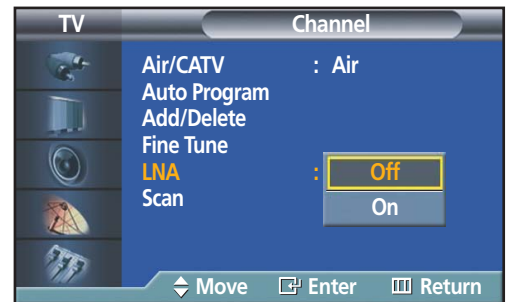 TV Channel
Air/CATV : Air
Auto Program
Add/Delete
Fine Tune
LNA : Off
On
Scan
Move Enter Return